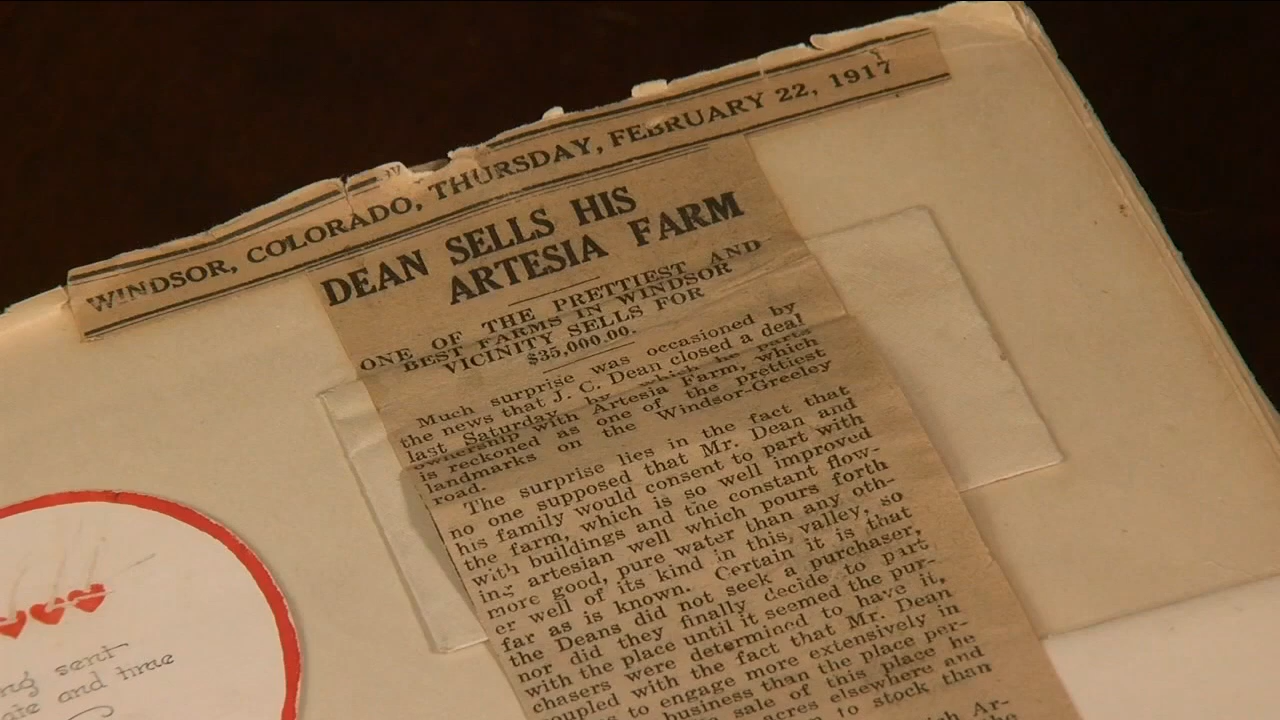 WINDSOR, COLORADO, THURSDAY, FEBRUARY 22, 1917
DEAN SELLS HIS
ARTESIA FARM
ONE OF THE PRETTIEST AND
BEST FARMS IN WINDSOR
VICINITY SELLS FOR
$35,000.00.
Much surprise was occasioned by
the news that J. C. Dean closed a deal
last Saturday, by which he parts
ownership with Artesia Farm, which
is reckoned as one of the prettiest
landmarks on the Windsor-Greeley
road.
The surprise lies in the fact that
no one supposed that Mr. Dean and
his family would consent to part with
the farm, which is so well improved
with buildings and the constant flow-
ing artesian well which pours forth
more good, pure water than any oth-
er well of its kind in this valley, so
far as is known. Certain it is that
the Deans did not seek a purchaser,
nor did they finally decide to part
with the place until it seemed the pur-
chasers were determined to have it,
coupled with the fact that Mr. Dean
to engage more extensively in
business than the place per-
sale of this place he
acres elsewhere and
to stock than
the
sent
and time